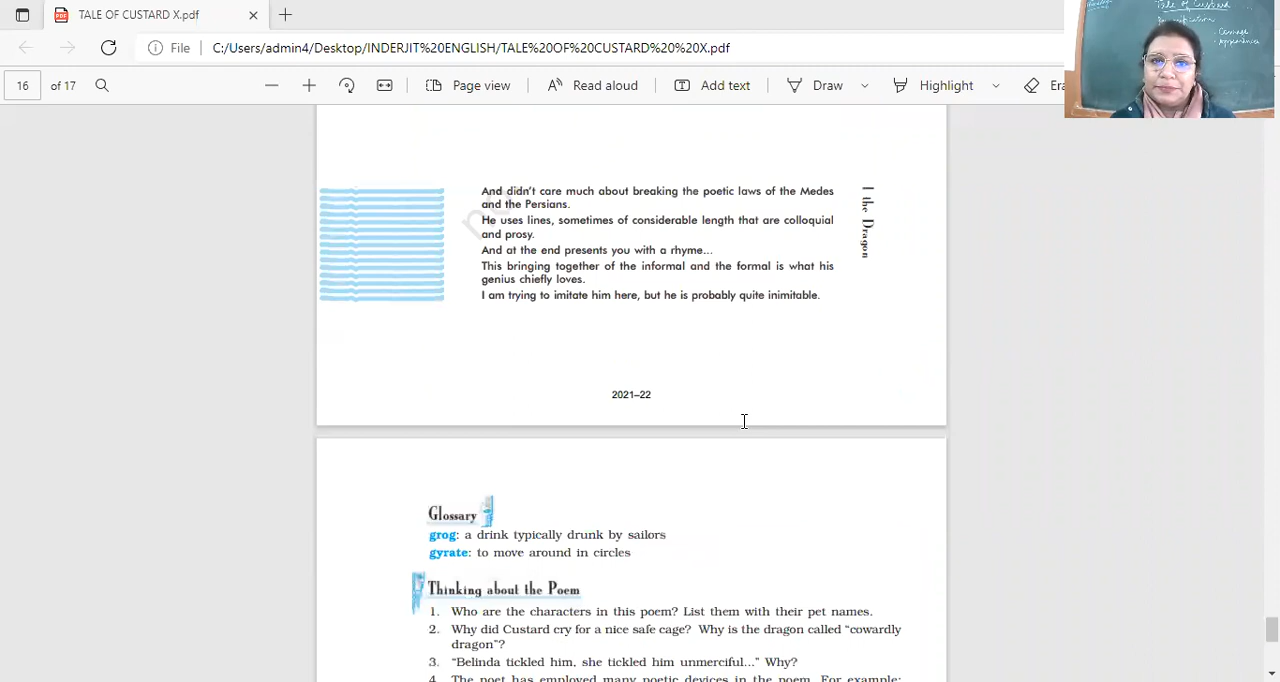 TALE OF CUSTARD X.pdf
File C:/Users/admin4/Desktop/INDERJIT%20ENGLISH/TALE%20OF%20CUSTARD%20%20X.pdf
16 of 17 Page view Read aloud Add text Draw Highlight Era
Tale of Custard
And didn't care much about breaking the poetic laws of the Medes
and the Persians.
He uses lines, sometimes of considerable length that are colloquial
and prosy.
And at the end presents you with a rhyme...
This bringing together of the informal and the formal is what his
genius chiefly loves.
I am trying to imitate him here, but he is probably quite inimitable.
I the Dragon
2021–22
Glossary
grog: a drink typically drunk by sailors
gyrate: to move around in circles
Thinking about the Poem
1. Who are the characters in this poem? List them with their pet names.
2. Why did Custard cry for a nice safe cage? Why is the dragon called “cowardly
dragon”?
3. “Belinda tickled him, she tickled him unmerciful...” Why?
4. The poet has employed many poetic devices in the poem. For example: